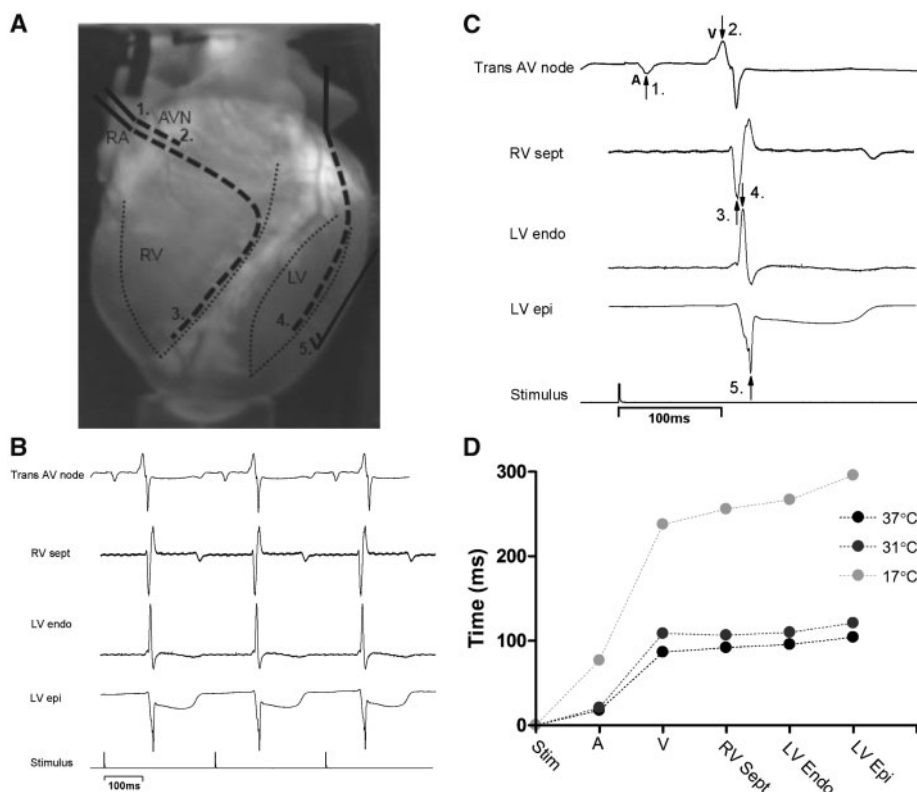 A
1.
AVN
2.
RA
RV
LV
3.
4.
5.
B
Trans AV node
RV sept
LV endo
LV epi
Stimulus
100ms
C
V
2.
Trans AV node
A
1.
RV sept
4.
3.
LV endo
LV epi
5.
Stimulus
100ms
D
300
200
100
0
Time (ms)
37°C
31°C
17°C
Stim
A
V
RV Sept
LV Endo
LV Epi